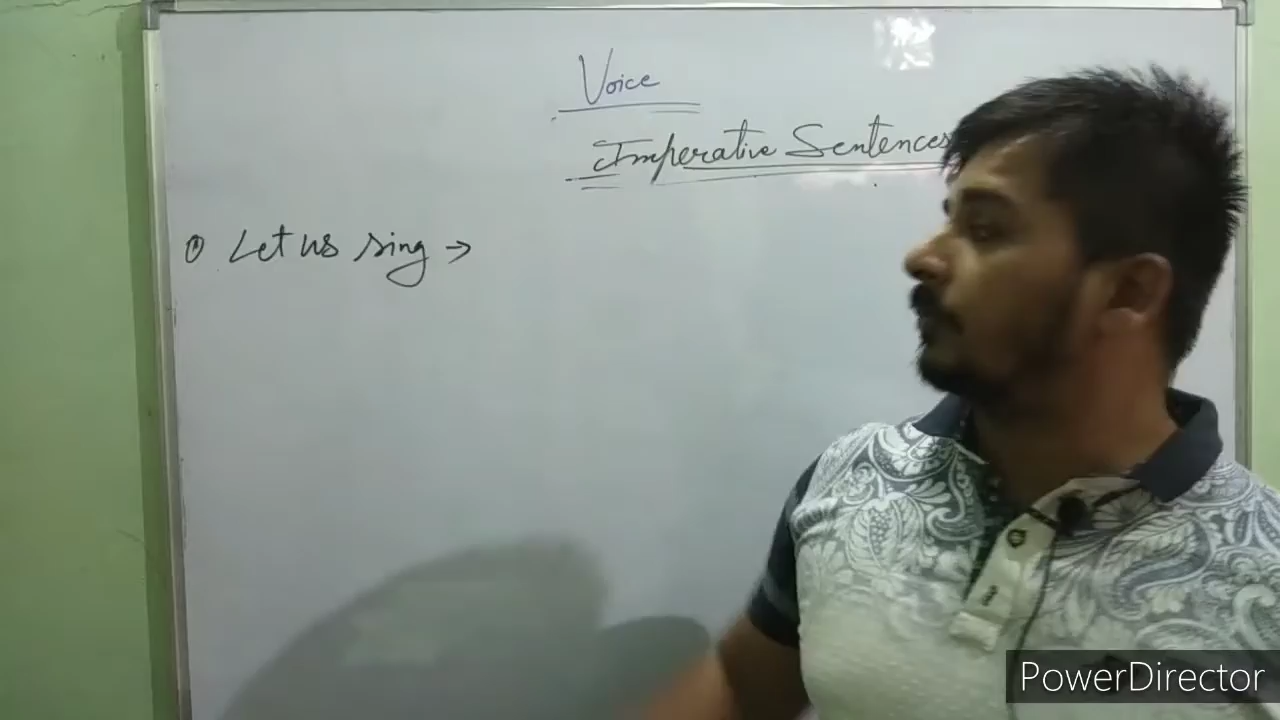 Voice
Imperative Sentences
① Let us sing →
PowerDirector